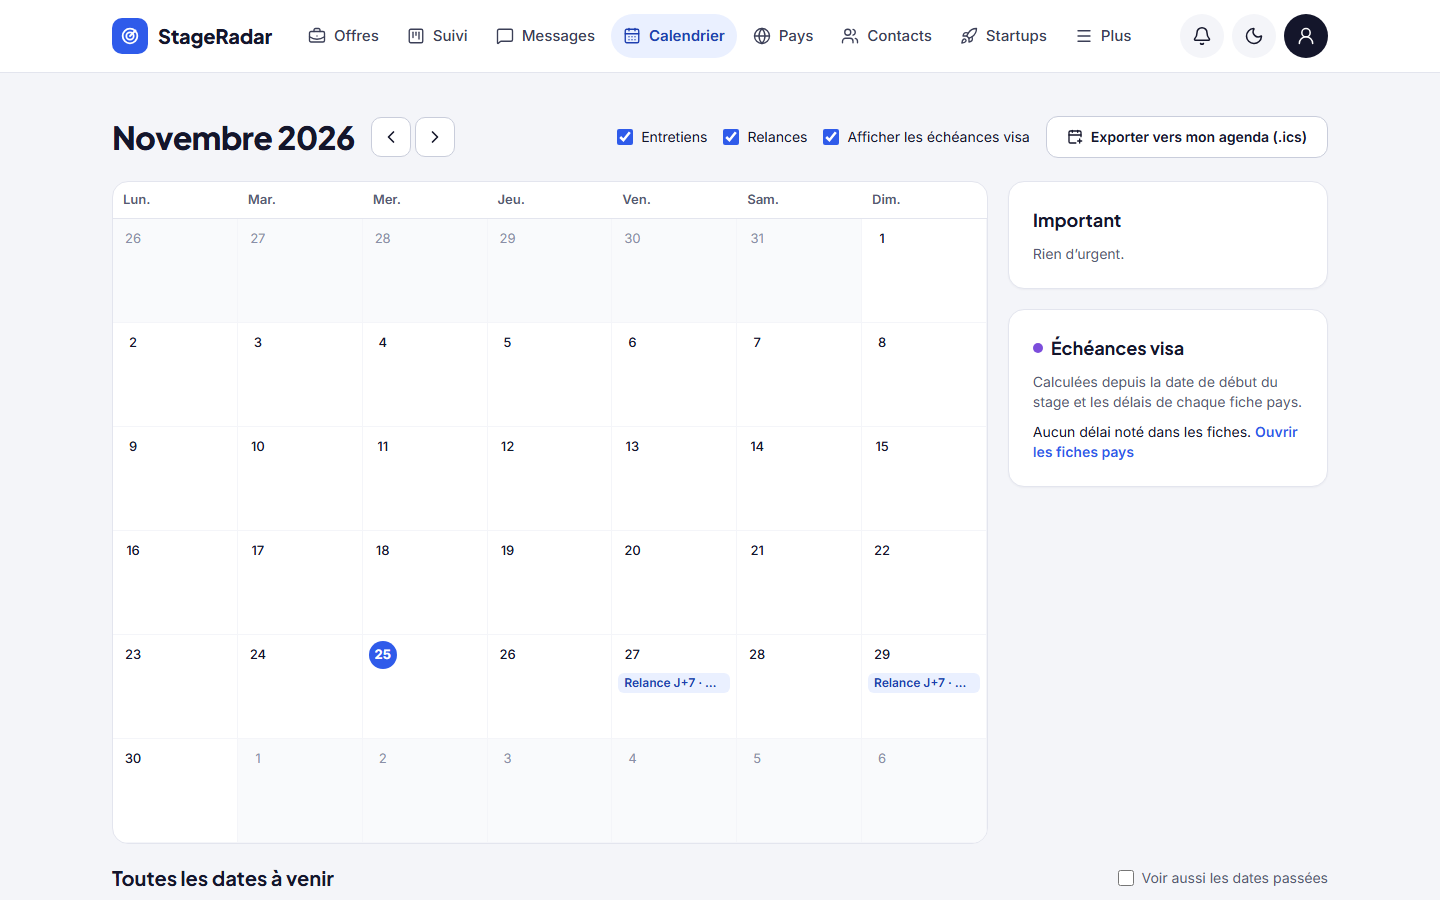 StageRadar
Offres
Suivi
Messages
Calendrier
Pays
Contacts
Startups
Plus
Novembre 2026
Entretiens
Relances
Afficher les échéances visa
Exporter vers mon agenda (.ics)
Lun. Mar. Mer. Jeu. Ven. Sam. Dim.
26 27 28 29 30 31 1
2 3 4 5 6 7 8
9 10 11 12 13 14 15
16 17 18 19 20 21 22
23 24 25 26 27 28 29
Relance J+7 · ... Relance J+7 · ...
30 1 2 3 4 5 6
Important
Rien d’urgent.
Échéances visa
Calculées depuis la date de début du
stage et les délais de chaque fiche pays.
Aucun délai noté dans les fiches. Ouvrir
les fiches pays
Toutes les dates à venir
Voir aussi les dates passées